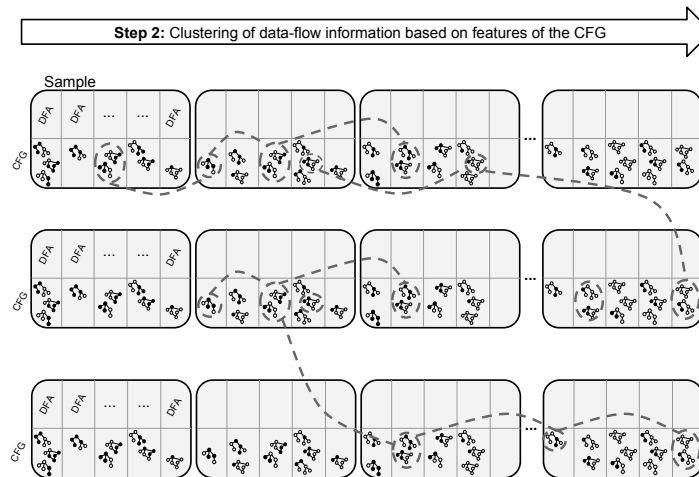 Step 2: Clustering of data-flow information based on features of the CFG
Sample
DFA DFA ... ... DFA
...
CFG
DFA DFA ... ... DFA
...
CFG
DFA DFA ... ... DFA
...
CFG